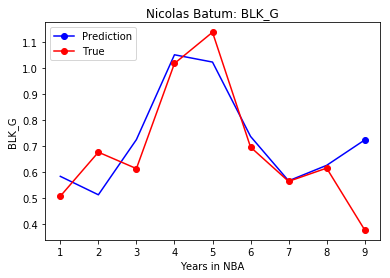 Nicolas Batum: BLK_G
Prediction
True
BLK_G
1.1
1.0
0.9
0.8
0.7
0.6
0.5
0.4
1 2 3 4 5 6 7 8 9
Years in NBA